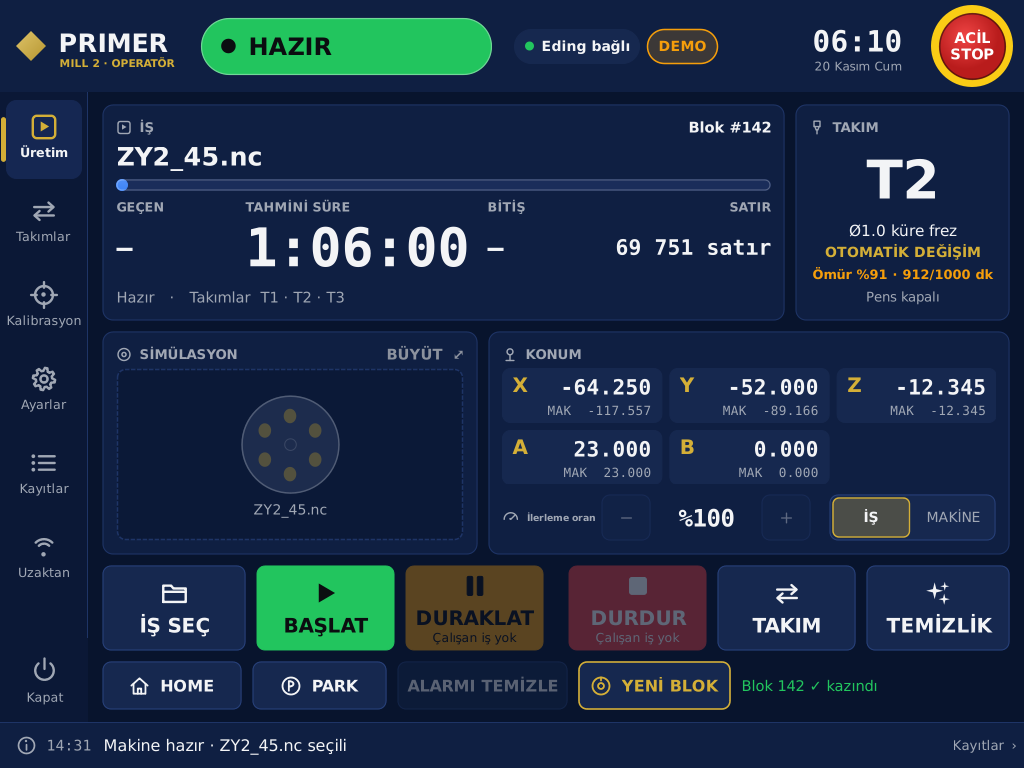 PRIMER
MILL 2 · OPERATÖR
HAZIR
Eding bağlı
DEMO
06:10
20 Kasım Cum
ACİL
STOP
Üretim
Takımlar
Kalibrasyon
Ayarlar
Kayıtlar
Uzaktan
Kapat
İŞ
Blok #142
ZY2_45.nc
GEÇEN TAHMİNİ SÜRE BİTİŞ SATIR
– 1:06:00 – 69 751 satır
Hazır · Takımlar T1 · T2 · T3
TAKIM
T2
Ø1.0 küre frez
OTOMATİK DEĞİŞİM
Ömür %91 · 912/1000 dk
Pens kapalı
SİMÜLASYON
BÜYÜT ⤢
ZY2_45.nc
KONUM
X -64.250
MAK -117.557
Y -52.000
MAK -89.166
Z -12.345
MAK -12.345
A 23.000
MAK 23.000
B 0.000
MAK 0.000
İlerleme oran − %100 +
İŞ MAKİNE
İŞ SEÇ
BAŞLAT
DURAKLAT
Çalışan iş yok
DURDUR
Çalışan iş yok
TAKIM
TEMİZLİK
HOME
PARK
ALARMI TEMİZLE
YENİ BLOK
Blok 142 ✓ kazındı
14:31 Makine hazır · ZY2_45.nc seçili
Kayıtlar ›